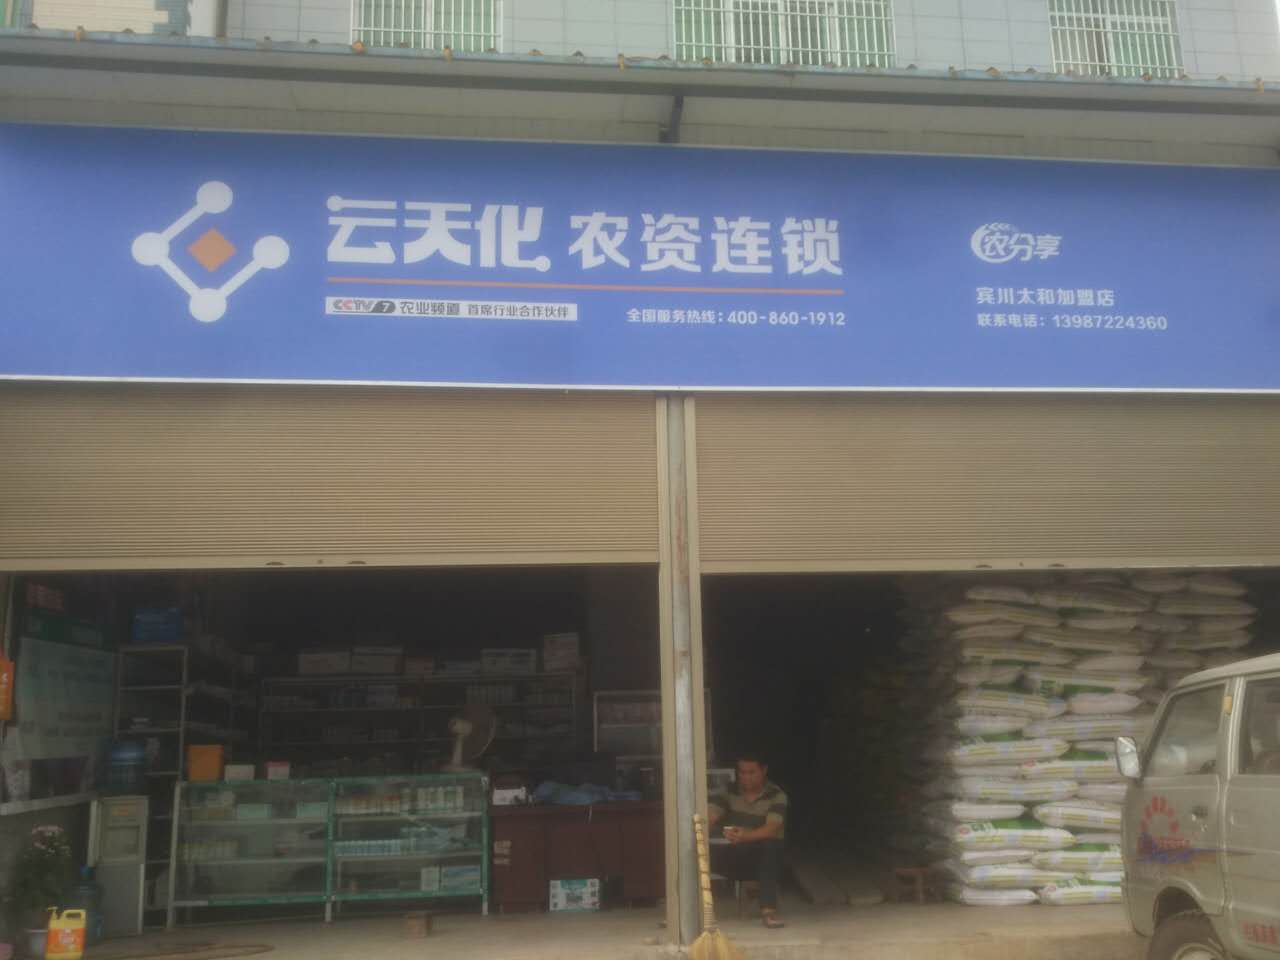 云天化 农资连锁
CCTV 7 农业频道 首席行业合作伙伴
全国服务热线：400-860-1912
农分享
宾川太和加盟店
联系电话：13987224360